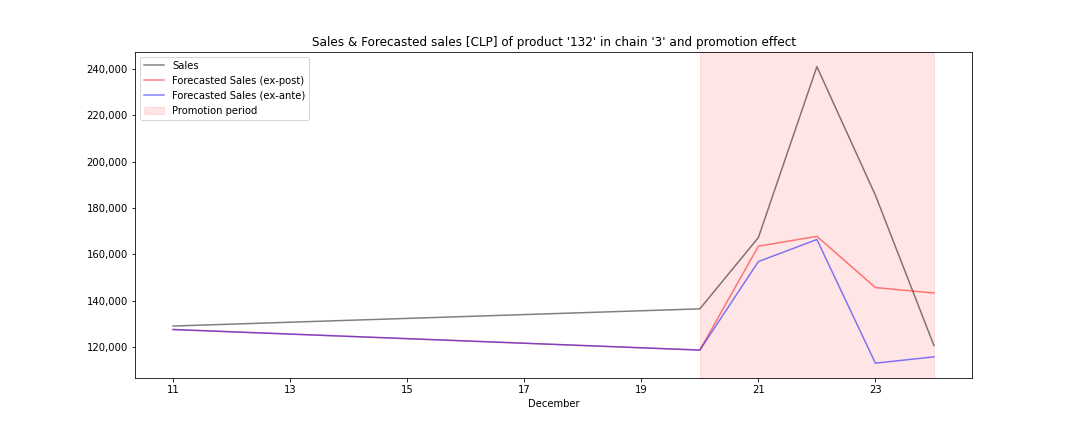 Sales & Forecasted sales [CLP] of product '132' in chain '3' and promotion effect
Sales
Forecasted Sales (ex-post)
Forecasted Sales (ex-ante)
Promotion period
240,000
220,000
200,000
180,000
160,000
140,000
120,000
11 13 15 17 19 21 23
December